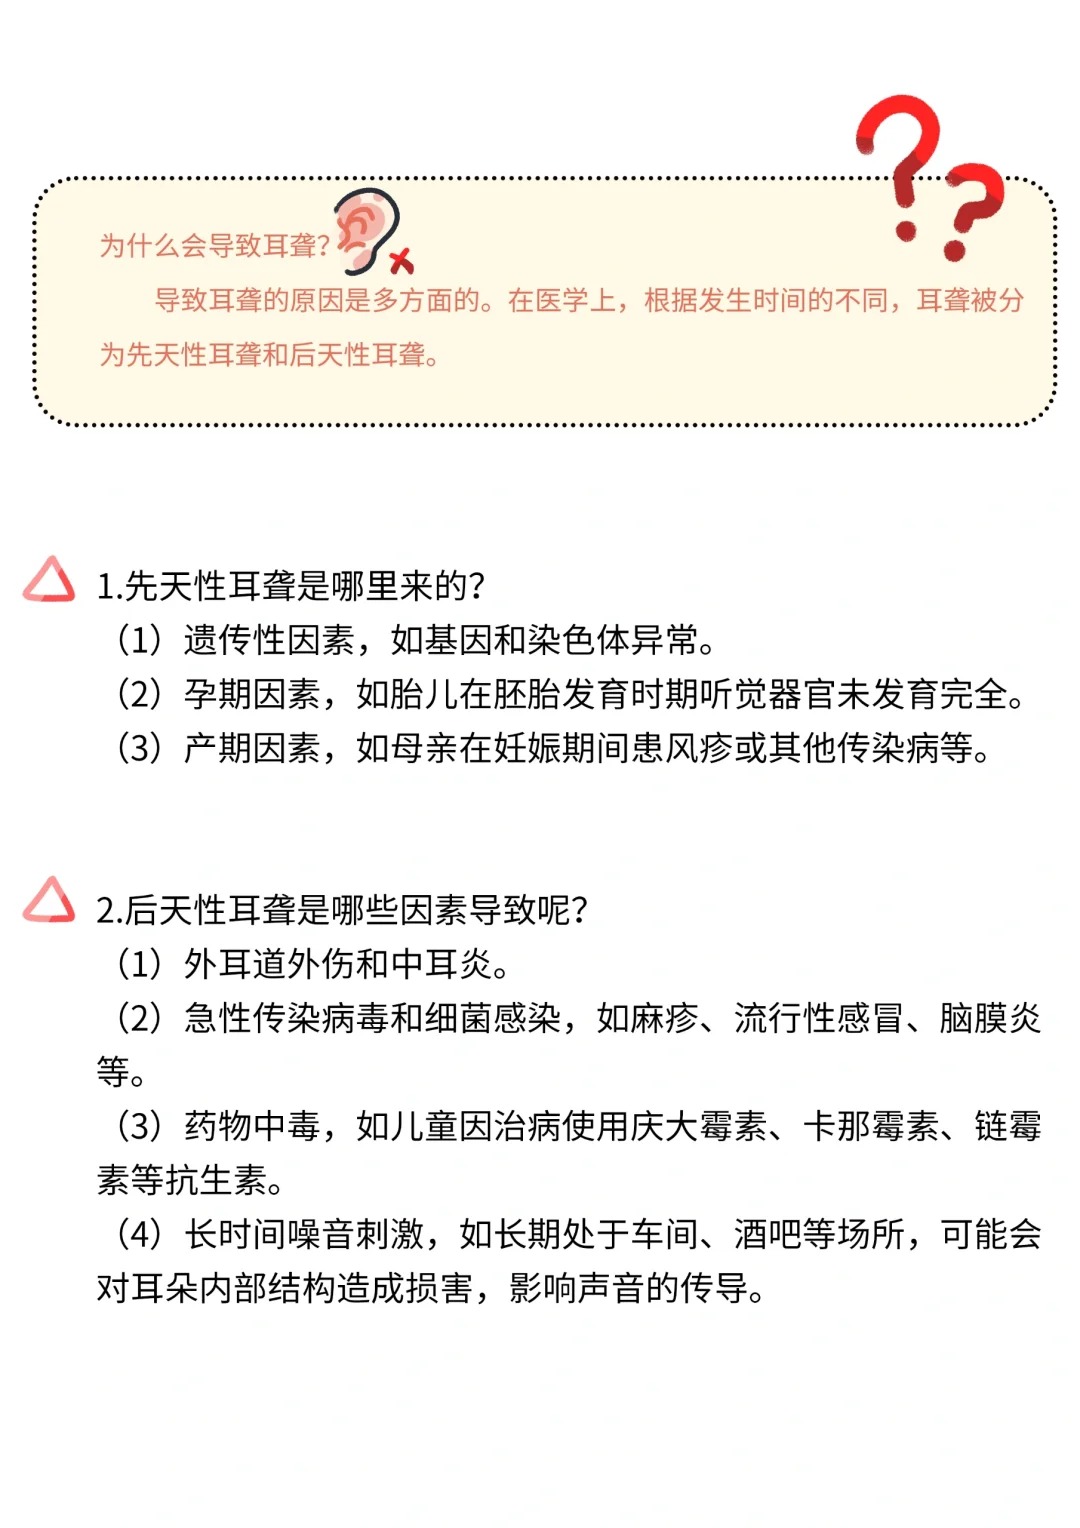 为什么会导致耳聋？
导致耳聋的原因是多方面的。在医学上，根据发生时间的不同，耳聋被分
为先天性耳聋和后天性耳聋。
1.先天性耳聋是哪里来的？
（1）遗传性因素，如基因和染色体异常。
（2）孕期因素，如胎儿在胚胎发育时期听觉器官未发育完全。
（3）产期因素，如母亲在妊娠期间患风疹或其他传染病等。
2.后天性耳聋是哪些因素导致呢？
（1）外耳道外伤和中耳炎。
（2）急性传染病毒和细菌感染，如麻疹、流行性感冒、脑膜炎
等。
（3）药物中毒，如儿童因治病使用庆大霉素、卡那霉素、链霉
素等抗生素。
（4）长时间噪音刺激，如长期处于车间、酒吧等场所，可能会
对耳朵内部结构造成损害，影响声音的传导。